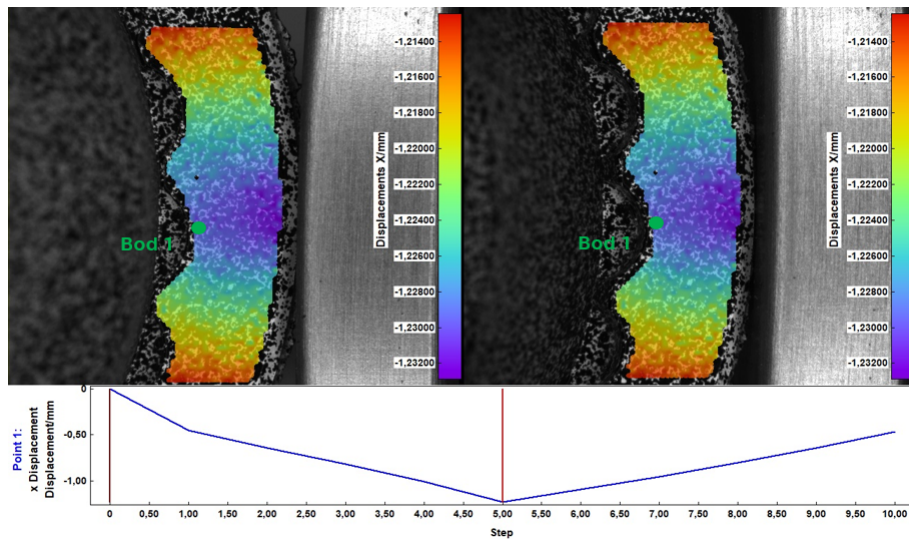 -1,21400
-1,21600
-1,21800
-1,22000
-1,22200
-1,22400
-1,22600
-1,22800
-1,23000
-1,23200
Displacements X/mm
Bod 1
-1,21400
-1,21600
-1,21800
-1,22000
-1,22200
-1,22400
-1,22600
-1,22800
-1,23000
-1,23200
Displacements X/mm
Bod 1
Point 1:
x Displacement
Displacement/mm
0
-0,50
-1,00
0 0,50 1,00 1,50 2,00 2,50 3,00 3,50 4,00 4,50 5,00 5,50 6,00 6,50 7,00 7,50 8,00 8,50 9,00 9,50 10,00
Step